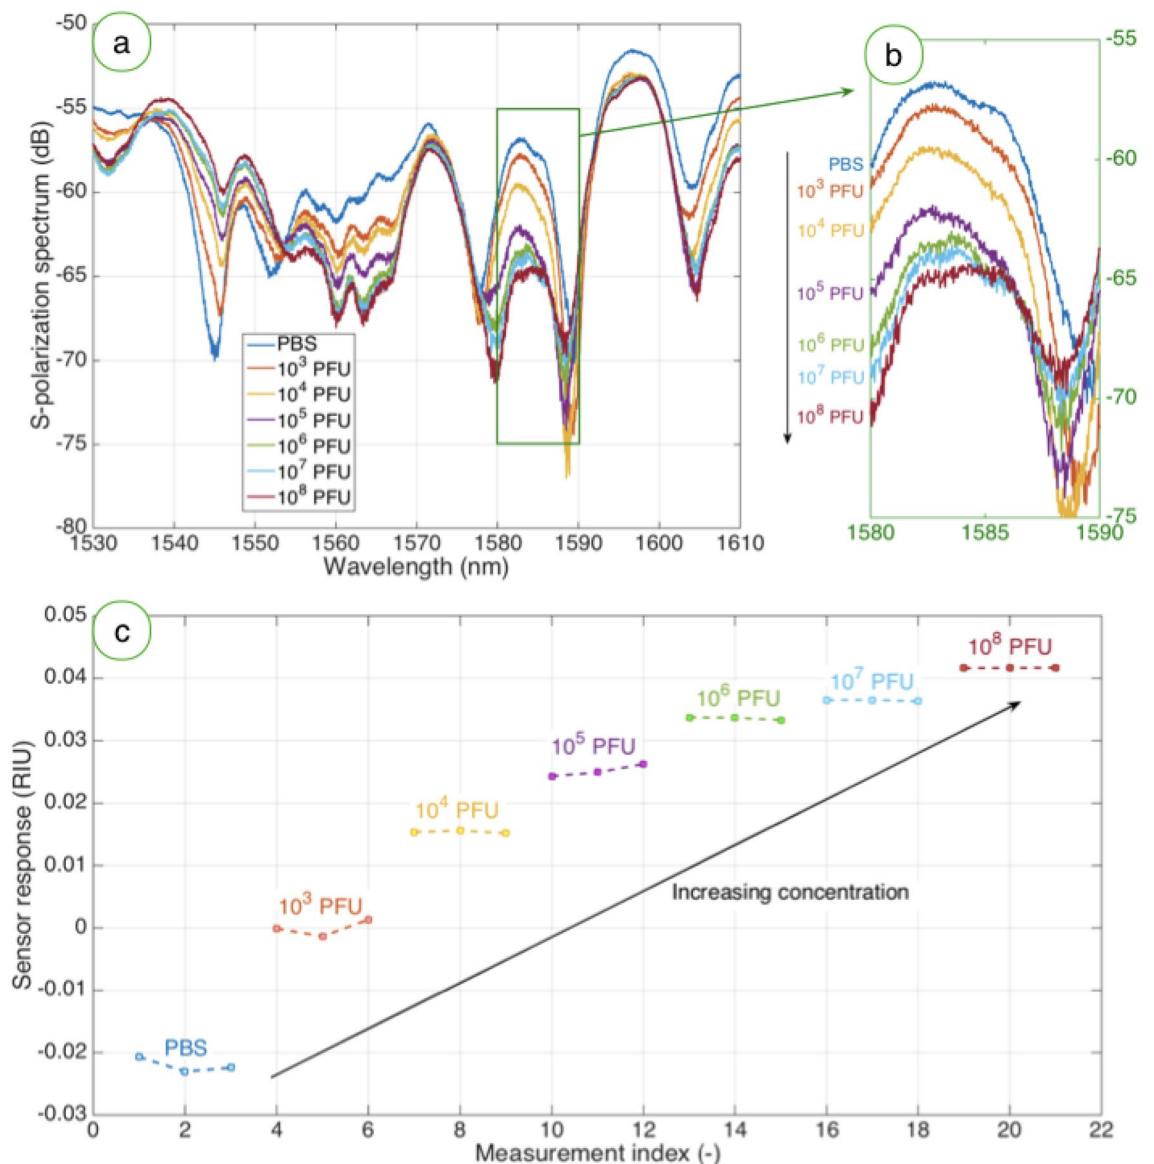 a
-50
-55
-60
-65
-70
-75
-80
S-polarization spectrum (dB)
PBS
10³ PFU
10⁴ PFU
10⁵ PFU
10⁶ PFU
10⁷ PFU
10⁸ PFU
1530 1540 1550 1560 1570 1580 1590 1600 1610
Wavelength (nm)
b
-55
-60
-65
-70
-75
PBS
10³ PFU
10⁴ PFU
10⁵ PFU
10⁶ PFU
10⁷ PFU
10⁸ PFU
1580 1585 1590
c
0.05
0.04
0.03
0.02
0.01
0
-0.01
-0.02
-0.03
Sensor response (RIU)
10⁸ PFU
10⁷ PFU
10⁶ PFU
10⁵ PFU
10⁴ PFU
10³ PFU
PBS
Increasing concentration
0 2 4 6 8 10 12 14 16 18 20 22
Measurement index (-)